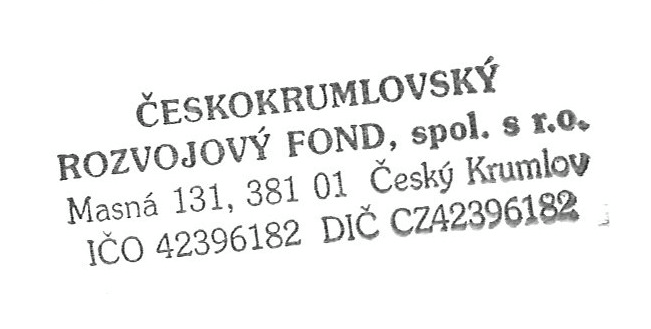 ČESKOKRUMLOVSKÝ
ROZVOJOVÝ FOND, spol. s r.o.
Masná 131, 381 01 Český Krumlov
IČO 42396182 DIČ CZ42396182